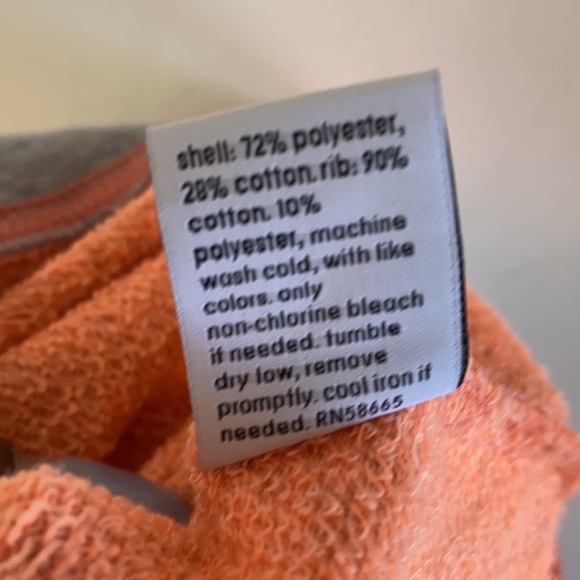 shell: 72% polyester,
28% cotton. rib: 90%
cotton. 10%
polyester, machine
wash cold, with like
colors. only
non-chlorine bleach
if needed. tumble
dry low, remove
promptly. cool iron if
needed. RN58665